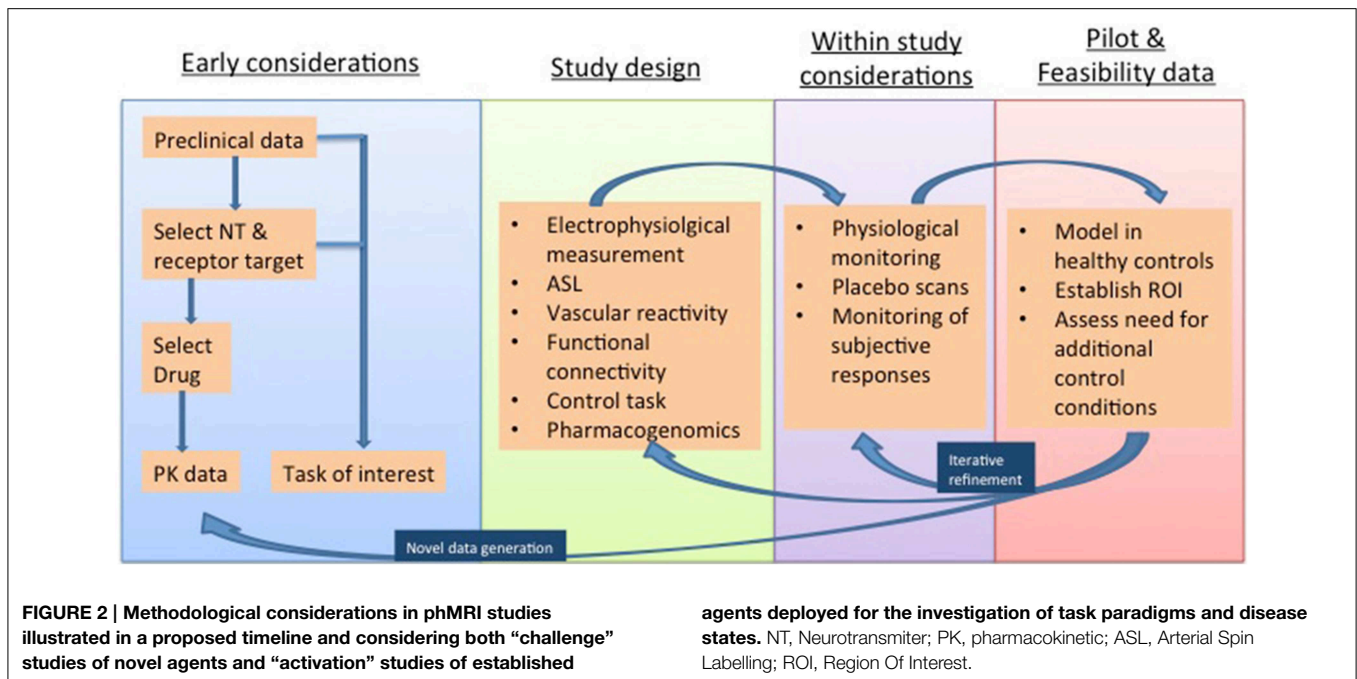 Early considerations
Study design
Within study
considerations
Pilot &
Feasibility data
Preclinical data
Select NT &
receptor target
Select
Drug
PK data
Task of interest
• Electrophysiolgical
measurement
• ASL
• Vascular reactivity
• Functional
connectivity
• Control task
• Pharmacogenomics
• Physiological
monitoring
• Placebo scans
• Monitoring of
subjective
responses
• Model in
healthy controls
• Establish ROI
• Assess need for
additional
control
conditions
Iterative
refinement
Novel data generation
FIGURE 2 | Methodological considerations in phMRI studies
illustrated in a proposed timeline and considering both “challenge”
studies of novel agents and “activation” studies of established
agents deployed for the investigation of task paradigms and disease
states. NT, Neurotransmiter; PK, pharmacokinetic; ASL, Arterial Spin
Labelling; ROI, Region Of Interest.